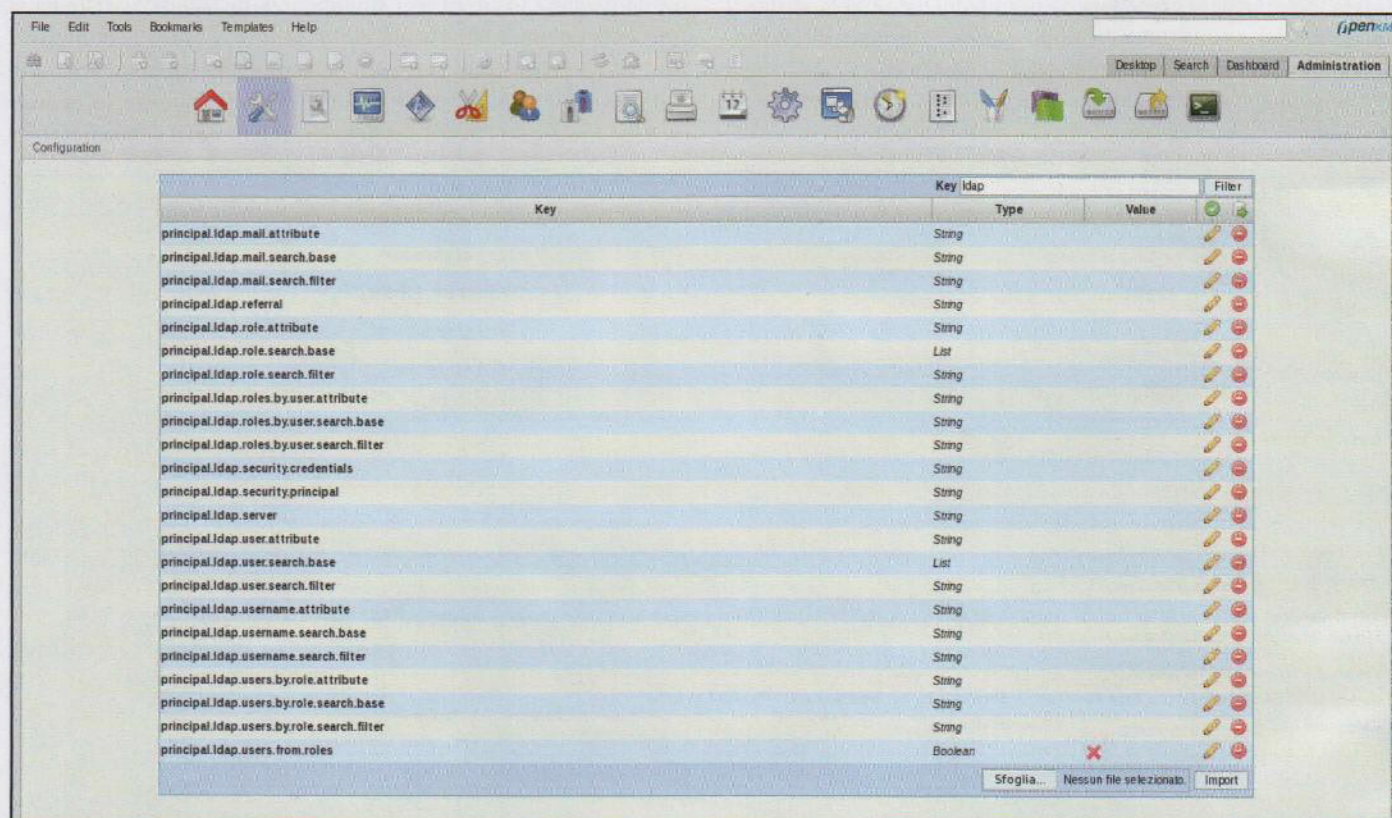 File Edit Tools Bookmarks Templates Help
OpenKM
Desktop Search Dashboard Administration
Configuration
Key ldap Filter
Key Type Value
principal.ldap.mail.attribute String
principal.ldap.mail.search.base String
principal.ldap.mail.search.filter String
principal.ldap.referral String
principal.ldap.role.attribute String
principal.ldap.role.search.base List
principal.ldap.role.search.filter String
principal.ldap.roles.by.user.attribute String
principal.ldap.roles.by.user.search.base String
principal.ldap.roles.by.user.search.filter String
principal.ldap.security.credentials String
principal.ldap.security.principal String
principal.ldap.server String
principal.ldap.user.attribute String
principal.ldap.user.search.base List
principal.ldap.user.search.filter String
principal.ldap.username.attribute String
principal.ldap.username.search.base String
principal.ldap.username.search.filter String
principal.ldap.users.by.role.attribute String
principal.ldap.users.by.role.search.base String
principal.ldap.users.by.role.search.filter String
principal.ldap.users.from.roles Boolean
Sfoglia... Nessun file selezionato. Import